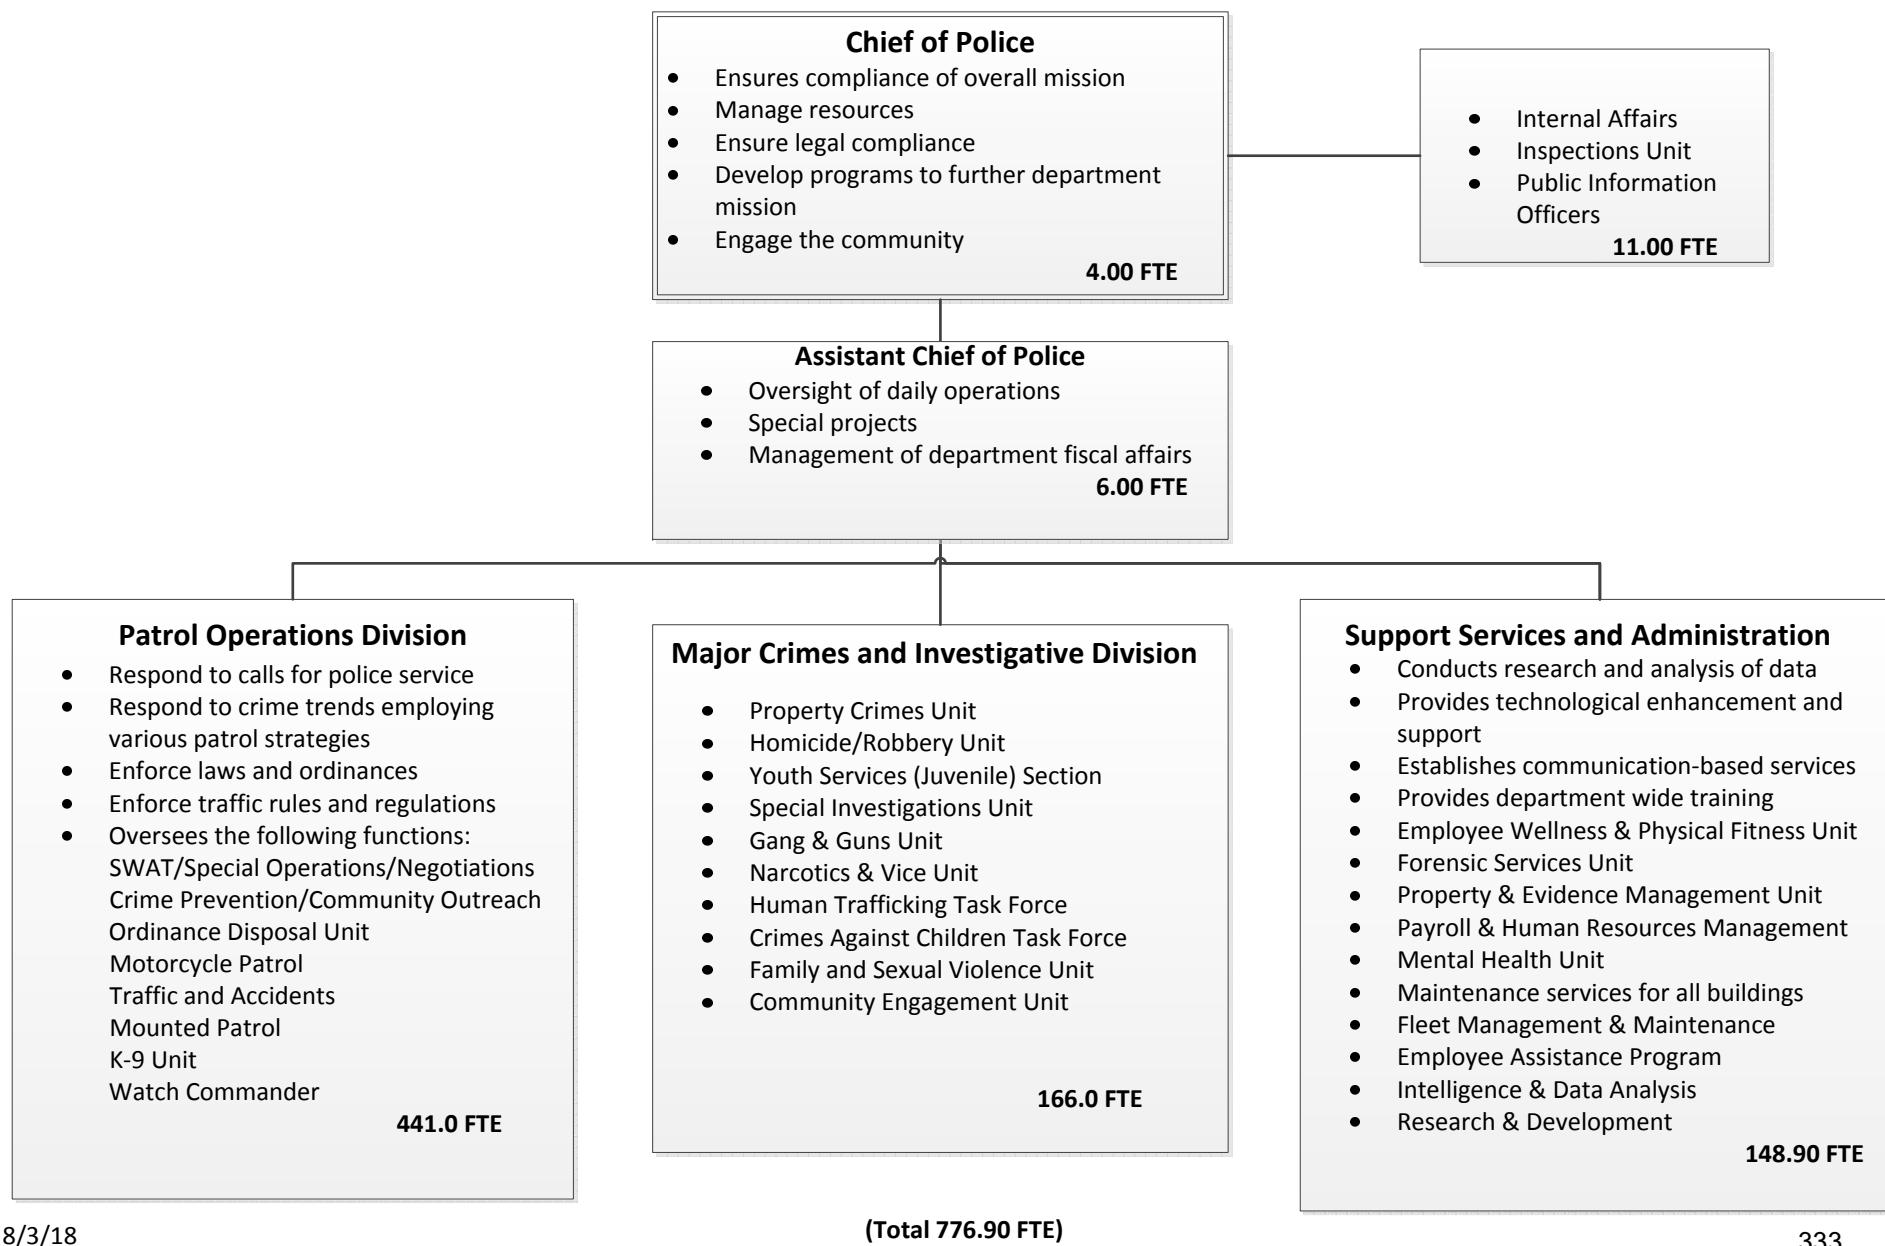 Chief of Police
• Ensures compliance of overall mission
• Manage resources
• Ensure legal compliance
• Develop programs to further department
mission
• Engage the community
4.00 FTE
• Internal Affairs
• Inspections Unit
• Public Information
Officers
11.00 FTE
Assistant Chief of Police
• Oversight of daily operations
• Special projects
• Management of department fiscal affairs
6.00 FTE
Patrol Operations Division
• Respond to calls for police service
• Respond to crime trends employing
various patrol strategies
• Enforce laws and ordinances
• Enforce traffic rules and regulations
• Oversees the following functions:
SWAT/Special Operations/Negotiations
Crime Prevention/Community Outreach
Ordinance Disposal Unit
Motorcycle Patrol
Traffic and Accidents
Mounted Patrol
K-9 Unit
Watch Commander
441.0 FTE
Major Crimes and Investigative Division
• Property Crimes Unit
• Homicide/Robbery Unit
• Youth Services (Juvenile) Section
• Special Investigations Unit
• Gang & Guns Unit
• Narcotics & Vice Unit
• Human Trafficking Task Force
• Crimes Against Children Task Force
• Family and Sexual Violence Unit
• Community Engagement Unit
166.0 FTE
Support Services and Administration
• Conducts research and analysis of data
• Provides technological enhancement and
support
• Establishes communication-based services
• Provides department wide training
• Employee Wellness & Physical Fitness Unit
• Forensic Services Unit
• Property & Evidence Management Unit
• Payroll & Human Resources Management
• Mental Health Unit
• Maintenance services for all buildings
• Fleet Management & Maintenance
• Employee Assistance Program
• Intelligence & Data Analysis
• Research & Development
148.90 FTE
8/3/18
(Total 776.90 FTE)
333